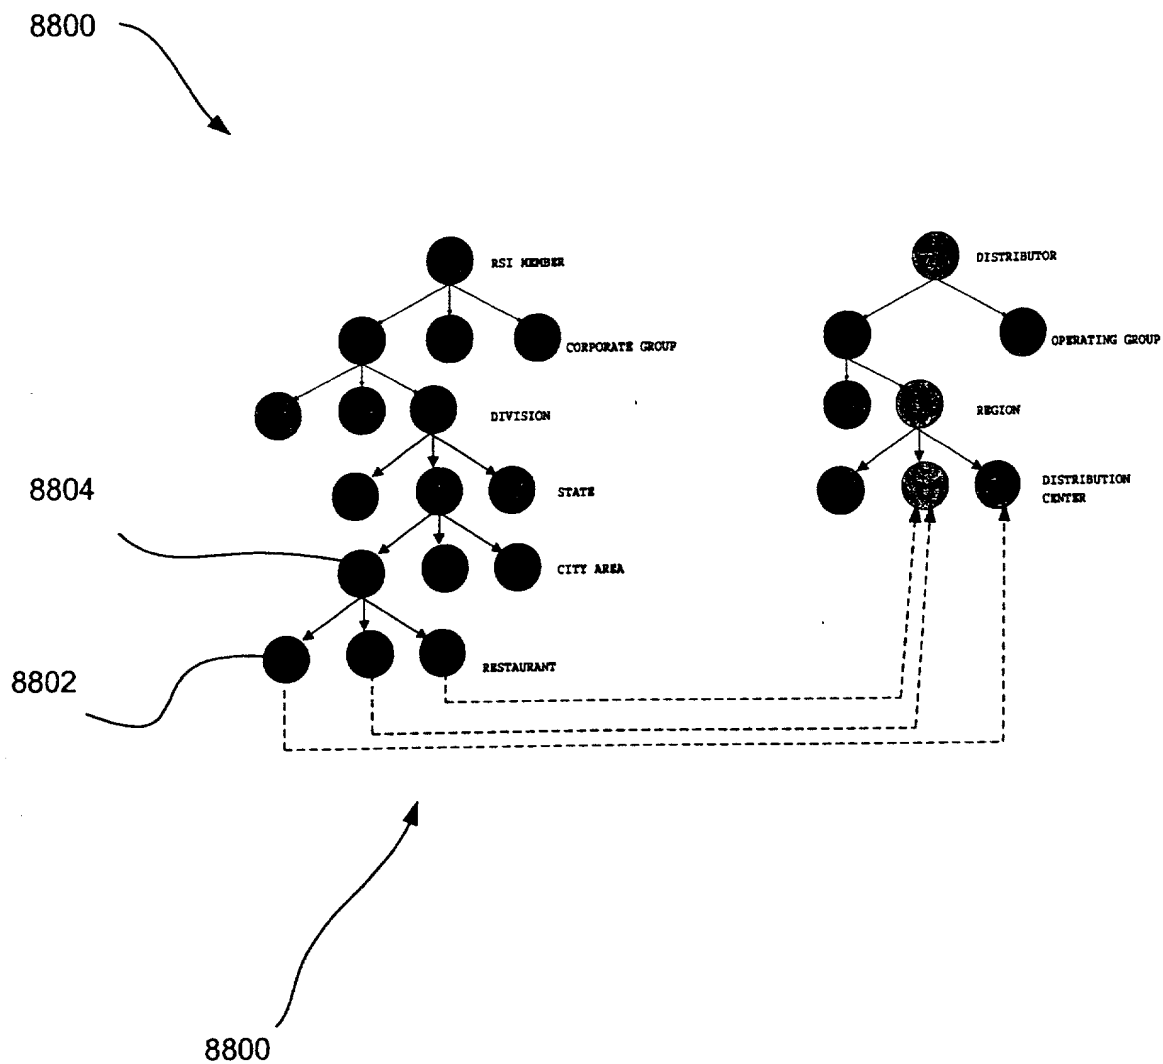 8800
RSI MEMBER
DISTRIBUTOR
CORPORATE GROUP
OPERATING GROUP
DIVISION
REGION
8804
STATE
DISTRIBUTION
CENTER
CITY AREA
8802
RESTAURANT
8800